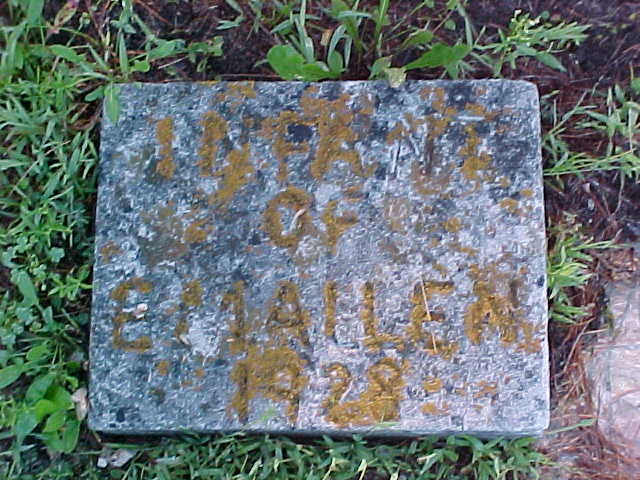 INFANT
OF
E. M. ALLEN
1928